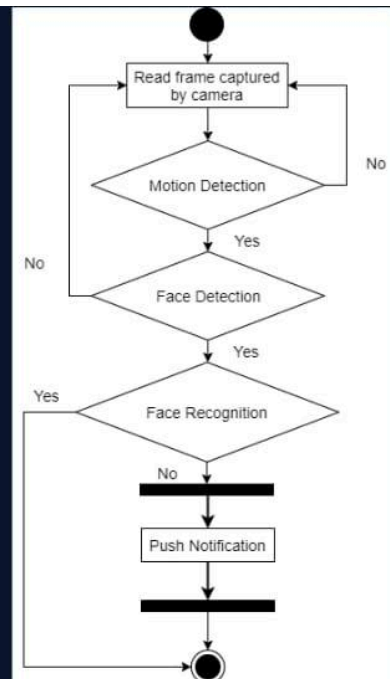 Read frame captured
by camera
No
Motion Detection
Yes
No
Face Detection
Yes
Yes
Face Recognition
No
Push Notification